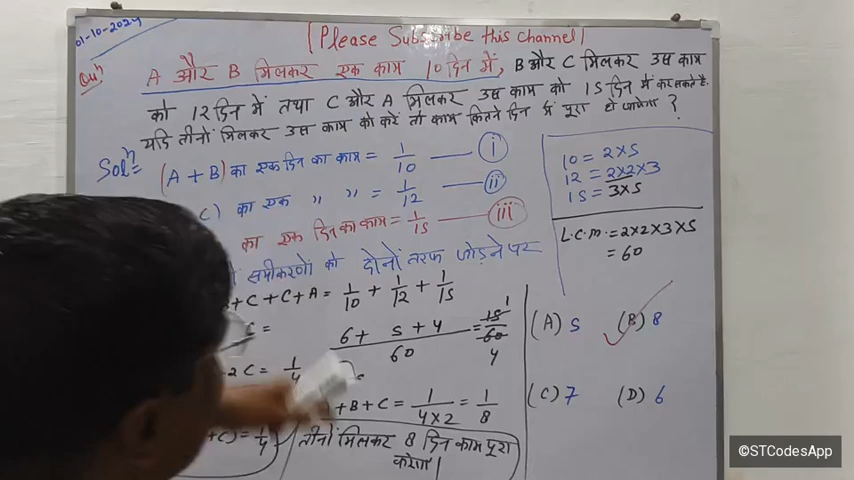 01-10-2024
(Please Subscribe this channel)
Quⁿ A और B मिलकर एक काम 10 दिन में, B और C मिलकर उस काम
को 12 दिन में तथा C और A मिलकर उस काम को 15 दिन में कर सकते है.
यदि तीनों मिलकर उस काम को करें तो काम कितने दिन में पूरा हो जायेगा ?
Solⁿ=
(A + B) का एक दिन का काम = 1/10 —— (i)
C) का एक " " = 1/12 —— (ii)
का एक दिन का काम = 1/15 —— (iii)
समीकरणों को दोनों तरफ जोड़ने पर
+ C + C + A = 1/10 + 1/12 + 1/15
C = 6 + 5 + 4 / 60 = 15/60 1 4
2C = 1/4
+ B + C = 1/4×2 = 1/8
+C) = 1/4
तीनों मिलकर 8 दिन काम पूरा
करेगा |
10 = 2×5
12 = 2×2×3
15 = 3×5
L.C.M. = 2×2×3×5
= 60
(A) 5 (B) 8
(C) 7 (D) 6
©STCodesApp